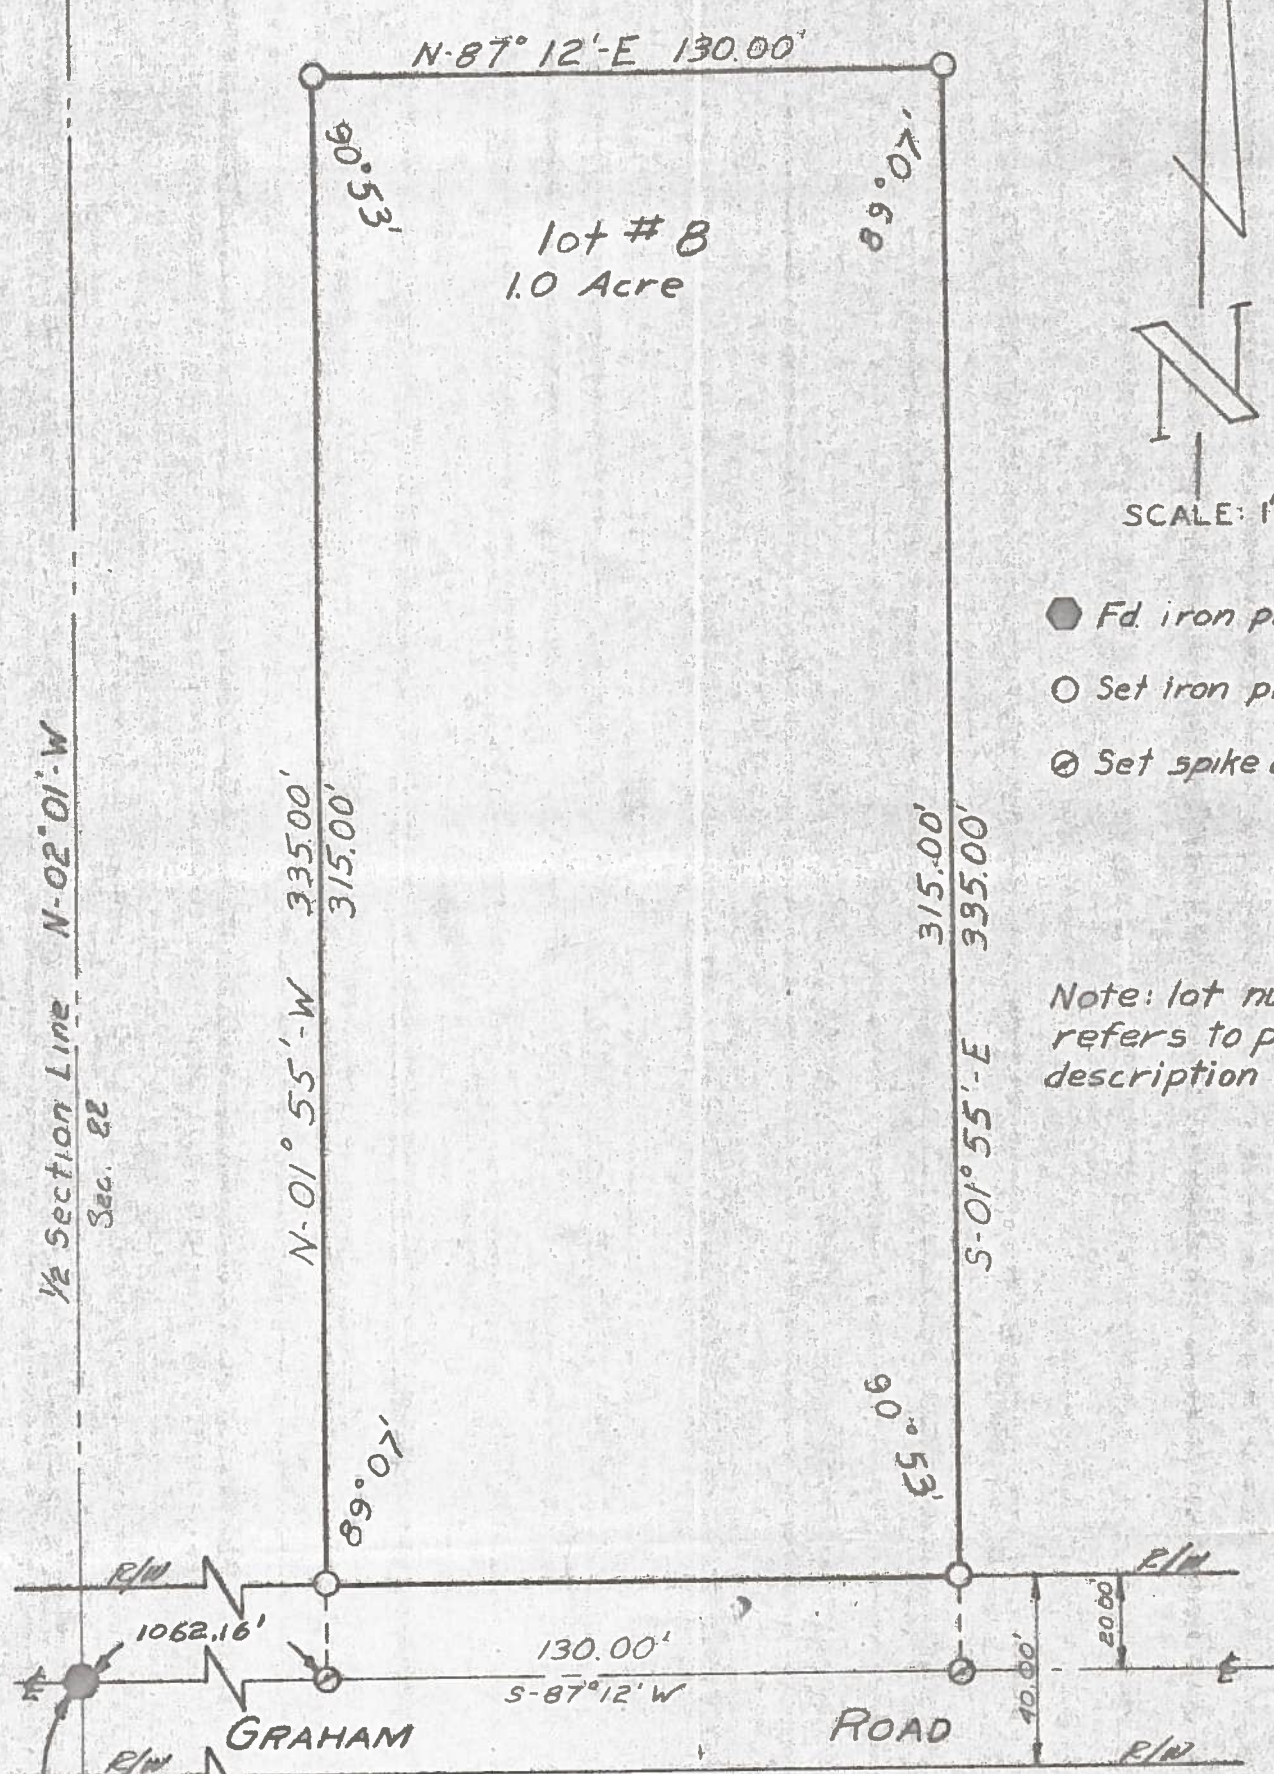 N-87° 12'-E 130.00'
90°53'
89°07'
lot # 8
1.0 Acre
N
SCALE: 1"
Fd. iron p
Set iron pi
Set spike
335.00'
315.00'
315.00'
335.00'
N-01° 55'-W
S-01° 55'-E
1/2 Section Line N-02°01'-W
Sec. 22
Note: lot nu
refers to p
description
89°07'
90°53'
R/W
R/W
1062.16'
130.00'
S-87°12' W
40.00'
20.00'
℄
℄
GRAHAM ROAD
R/W
R/W